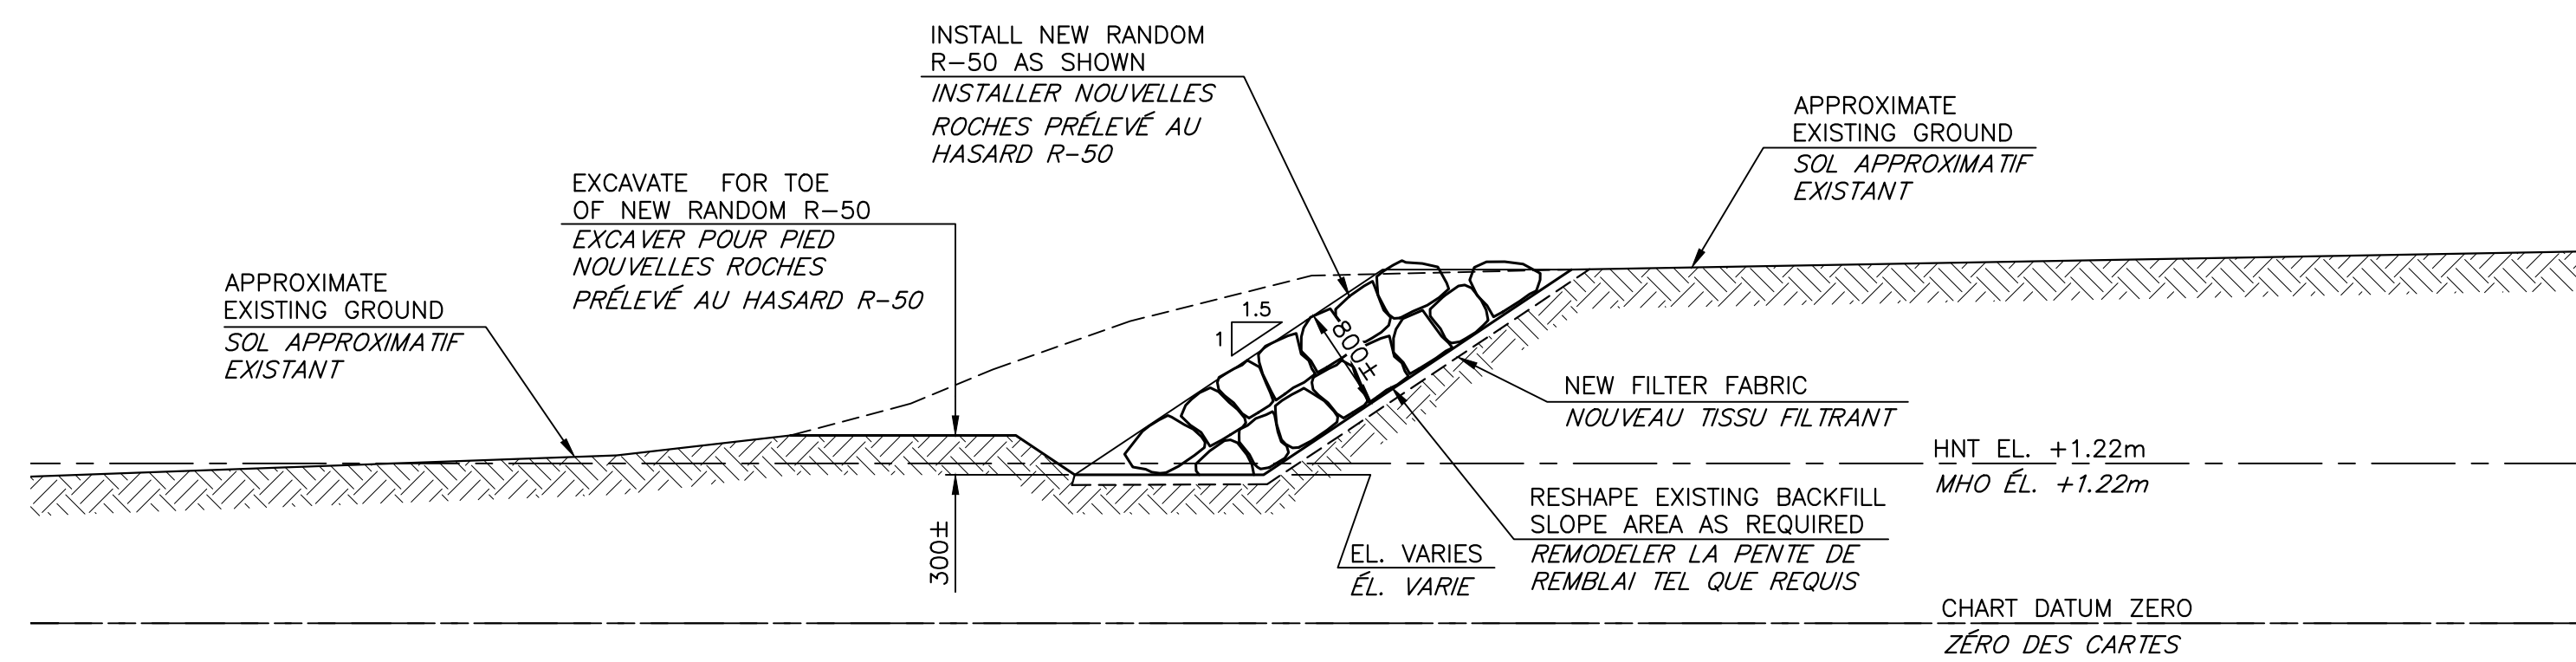 INSTALL NEW RANDOM
R-50 AS SHOWN
INSTALLER NOUVELLES
ROCHES PRÉLEVÉ AU
HASARD R-50
APPROXIMATE
EXISTING GROUND
SOL APPROXIMATIF
EXISTANT
EXCAVATE FOR TOE
OF NEW RANDOM R-50
EXCAVER POUR PIED
NOUVELLES ROCHES
PRÉLEVÉ AU HASARD R-50
APPROXIMATE
EXISTING GROUND
SOL APPROXIMATIF
EXISTANT
1.5
1
800±
NEW FILTER FABRIC
NOUVEAU TISSU FILTRANT
HNT EL. +1.22m
MHO ÉL. +1.22m
RESHAPE EXISTING BACKFILL
SLOPE AREA AS REQUIRED
REMODELER LA PENTE DE
REMBLAI TEL QUE REQUIS
300±
EL. VARIES
ÉL. VARIE
CHART DATUM ZERO
ZÉRO DES CARTES